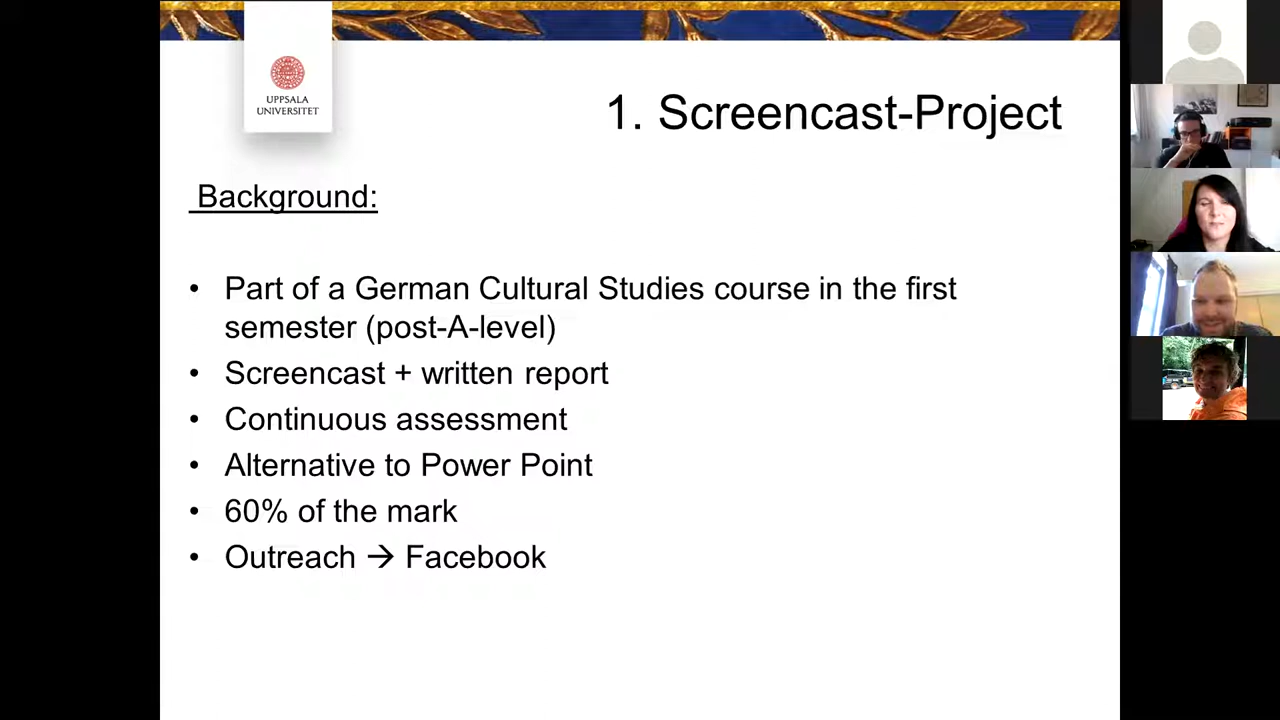 UPPSALA
UNIVERSITET
1. Screencast-Project
Background:
• Part of a German Cultural Studies course in the first
semester (post-A-level)
• Screencast + written report
• Continuous assessment
• Alternative to Power Point
• 60% of the mark
• Outreach → Facebook